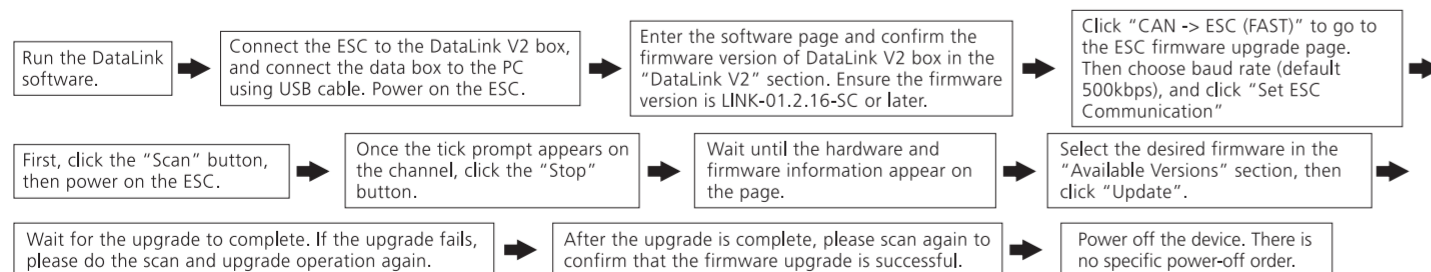 Run the DataLink
software.
Connect the ESC to the DataLink V2 box,
and connect the data box to the PC
using USB cable. Power on the ESC.
Enter the software page and confirm the
firmware version of DataLink V2 box in the
“DataLink V2” section. Ensure the firmware
version is LINK-01.2.16-SC or later.
Click “CAN -> ESC (FAST)” to go to
the ESC firmware upgrade page.
Then choose baud rate (default
500kbps), and click “Set ESC
Communication”
First, click the “Scan” button,
then power on the ESC.
Once the tick prompt appears on
the channel, click the “Stop”
button.
Wait until the hardware and
firmware information appear on
the page.
Select the desired firmware in the
“Available Versions” section, then
click “Update”.
Wait for the upgrade to complete. If the upgrade fails,
please do the scan and upgrade operation again.
After the upgrade is complete, please scan again to
confirm that the firmware upgrade is successful.
Power off the device. There is
no specific power-off order.